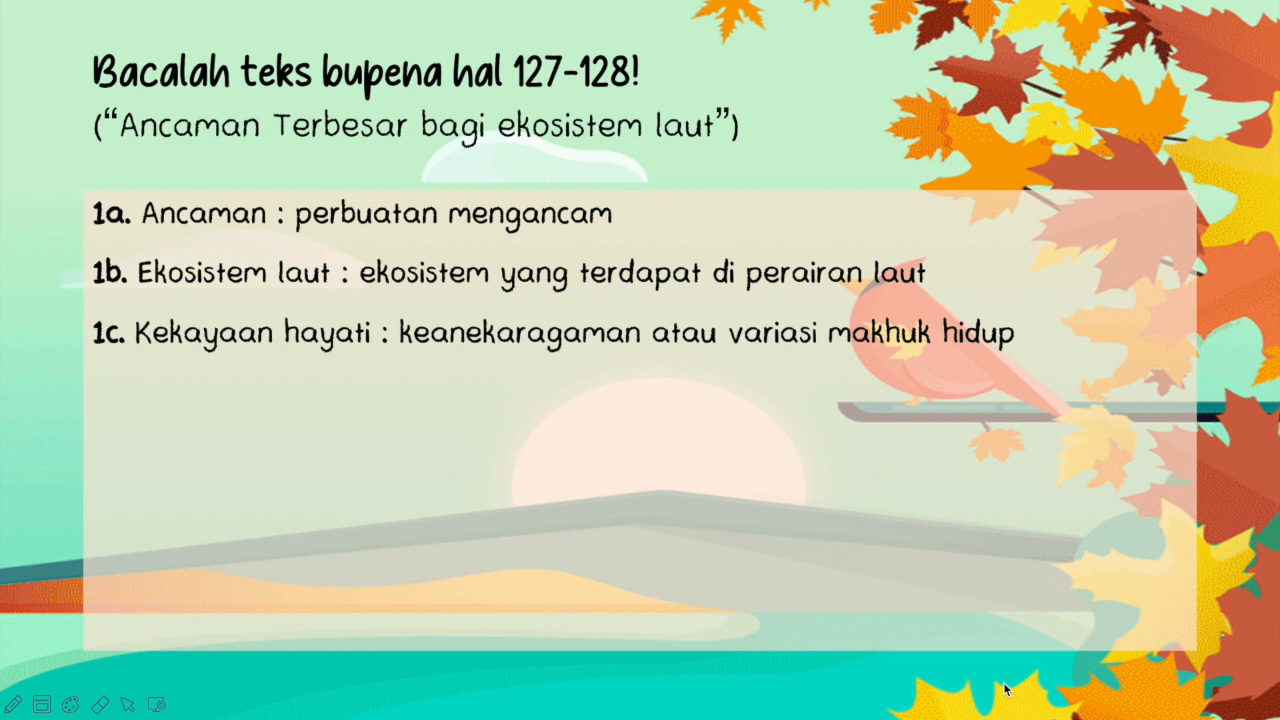 Bacalah teks bupena hal 127-128!
(“Ancaman Terbesar bagi ekosistem laut”)
1a. Ancaman : perbuatan mengancam
1b. Ekosistem laut : ekosistem yang terdapat di perairan laut
1c. Kekayaan hayati : keanekaragaman atau variasi makhuk hidup